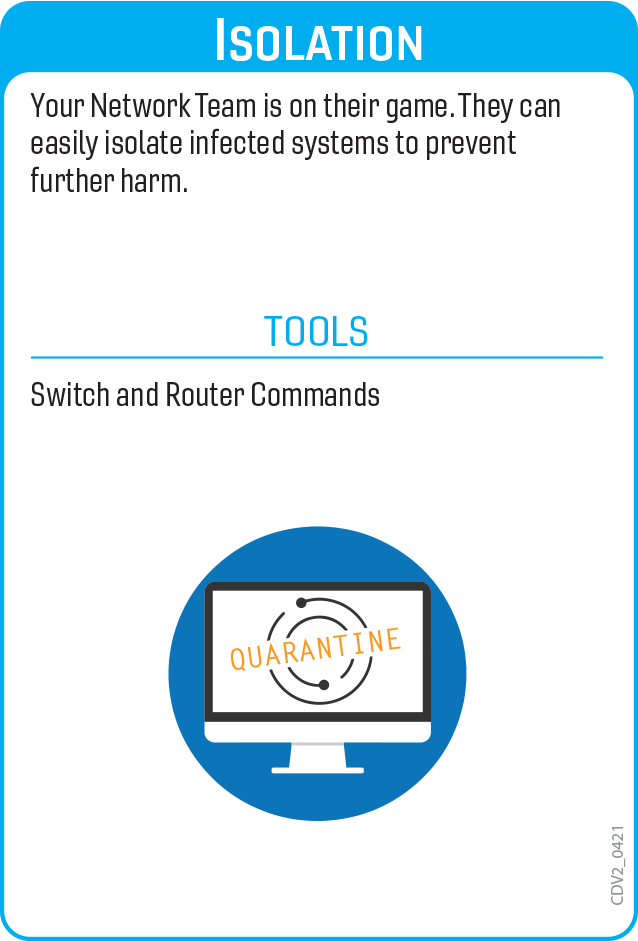 Isolation
Your Network Team is on their game. They can
easily isolate infected systems to prevent
further harm.
TOOLS
Switch and Router Commands
QUARANTINE
CDV2_0421